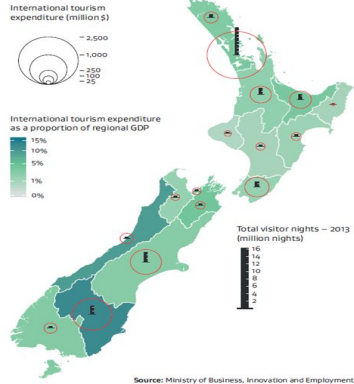 International tourism
expenditure (million $)
2,500
1,000
250
100
25
International tourism expenditure
as a proportion of regional GDP
15%
10%
5%
1%
0%
Total visitor nights – 2013
(million nights)
16
14
12
10
8
6
4
2
Source: Ministry of Business, Innovation and Employment